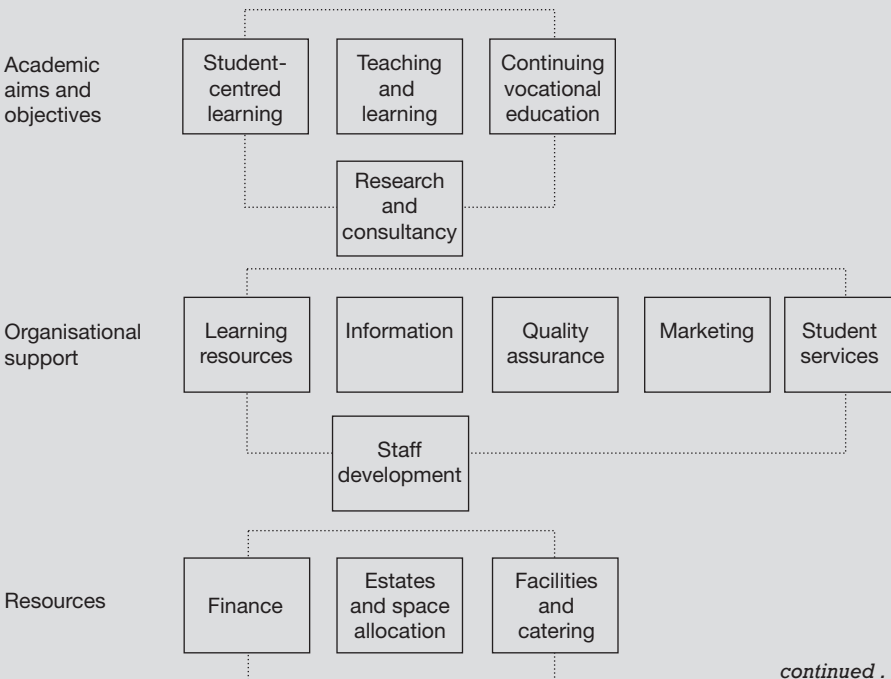 Academic
aims and
objectives
Student-
centred
learning
Teaching
and
learning
Continuing
vocational
education
Research
and
consultancy
Organisational
support
Learning
resources
Information
Quality
assurance
Marketing
Student
services
Staff
development
Resources
Finance
Estates
and space
allocation
Facilities
and
catering
continued .